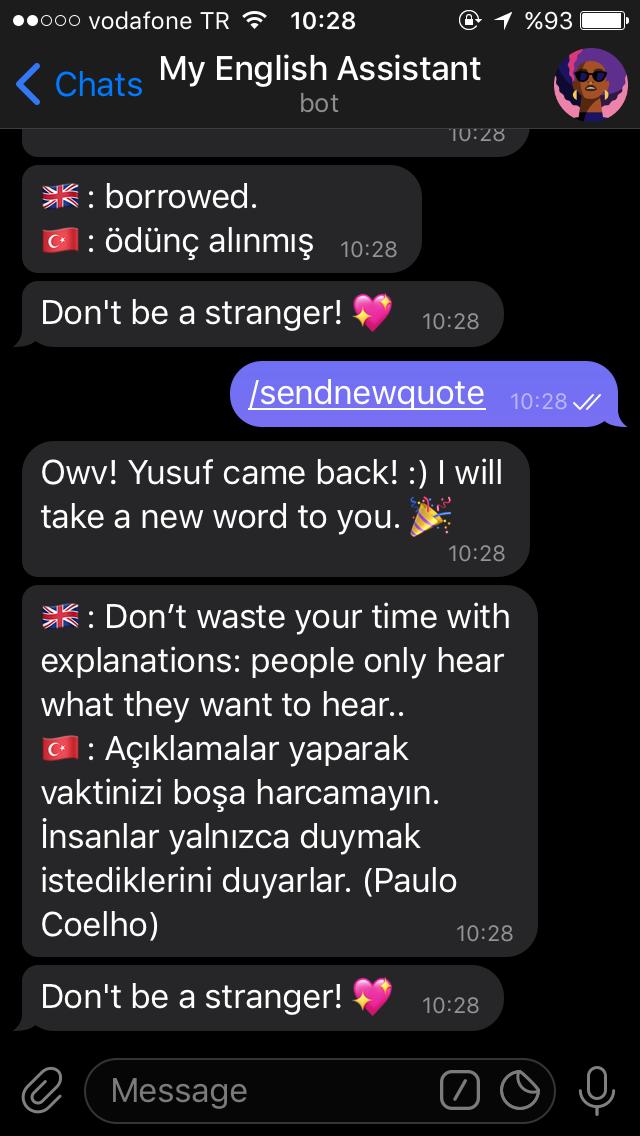 vodafone TR 10:28 %93
Chats My English Assistant
bot
10:28
🇬🇧 : borrowed.
🇹🇷 : ödünç alınmış 10:28
Don't be a stranger! 💖 10:28
/sendnewquote 10:28
Owv! Yusuf came back! :) I will
take a new word to you. 🎉
10:28
🇬🇧 : Don’t waste your time with
explanations: people only hear
what they want to hear..
🇹🇷 : Açıklamalar yaparak
vaktinizi boşa harcamayın.
İnsanlar yalnızca duymak
istediklerini duyarlar. (Paulo
Coelho) 10:28
Don't be a stranger! 💖 10:28
Message